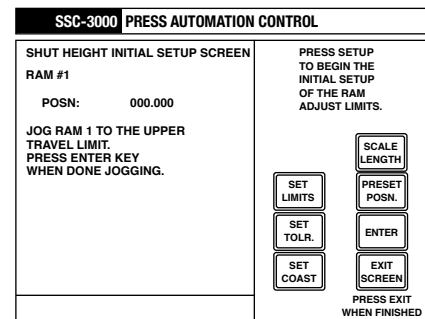 SSC-3000 PRESS AUTOMATION CONTROL
SHUT HEIGHT INITIAL SETUP SCREEN
RAM #1
POSN: 000.000
JOG RAM 1 TO THE UPPER
TRAVEL LIMIT.
PRESS ENTER KEY
WHEN DONE JOGGING.
PRESS SETUP
TO BEGIN THE
INITIAL SETUP
OF THE RAM
ADJUST LIMITS.
SCALE
LENGTH
SET
LIMITS
PRESET
POSN.
SET
TOLR.
ENTER
SET
COAST
EXIT
SCREEN
PRESS EXIT
WHEN FINISHED